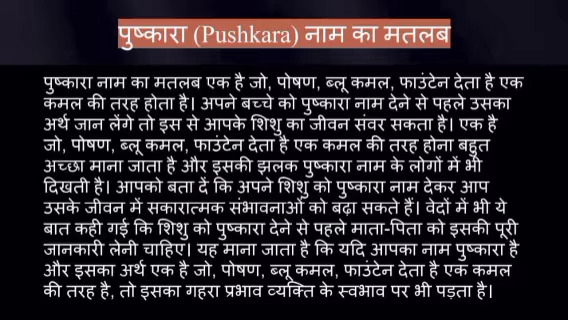 पुष्कारा (Pushkara) नाम का मतलब
पुष्कारा नाम का मतलब एक है जो, पोषण, ब्लू कमल, फाउंटेन देता है एक
कमल की तरह होता है। अपने बच्चे को पुष्कारा नाम देने से पहले उसका
अर्थ जान लेंगे तो इस से आपके शिशु का जीवन संवर सकता है। एक है
जो, पोषण, ब्लू कमल, फाउंटेन देता है एक कमल की तरह होना बहुत
अच्छा माना जाता है और इसकी झलक पुष्कारा नाम के लोगों में भी
दिखती है। आपको बता दें कि अपने शिशु को पुष्कारा नाम देकर आप
उसके जीवन में सकारात्मक संभावनाओं को बढ़ा सकते हैं। वेदों में भी ये
बात कही गई कि शिशु को पुष्कारा देने से पहले माता-पिता को इसकी पूरी
जानकारी लेनी चाहिए। यह माना जाता है कि यदि आपका नाम पुष्कारा है
और इसका अर्थ एक है जो, पोषण, ब्लू कमल, फाउंटेन देता है एक कमल
की तरह है, तो इसका गहरा प्रभाव व्यक्ति के स्वभाव पर भी पड़ता है।